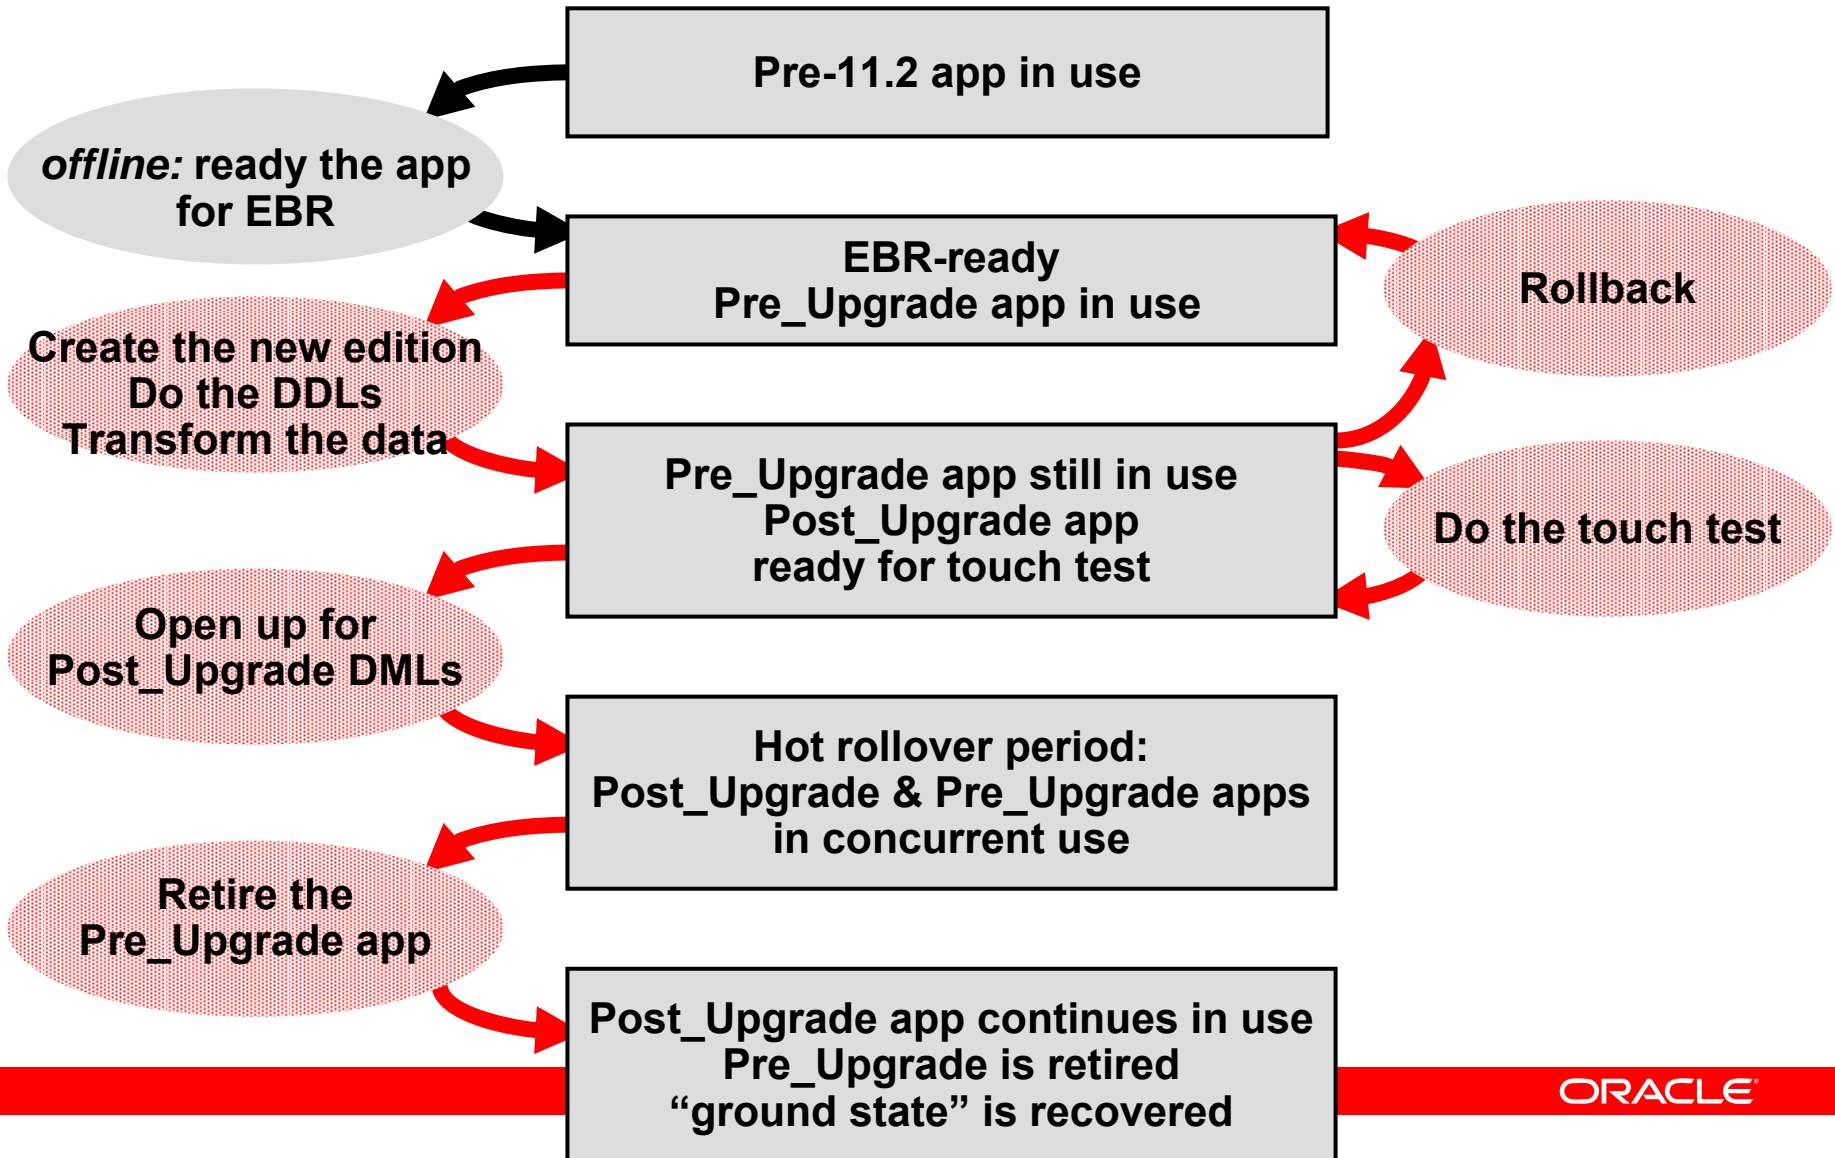 Pre-11.2 app in use
offline: ready the app
for EBR
EBR-ready
Pre_Upgrade app in use
Rollback
Create the new edition
Do the DDLs
Transform the data
Pre_Upgrade app still in use
Post_Upgrade app
ready for touch test
Do the touch test
Open up for
Post_Upgrade DMLs
Hot rollover period:
Post_Upgrade & Pre_Upgrade apps
in concurrent use
Retire the
Pre_Upgrade app
Post_Upgrade app continues in use
Pre_Upgrade is retired
“ground state” is recovered
ORACLE®